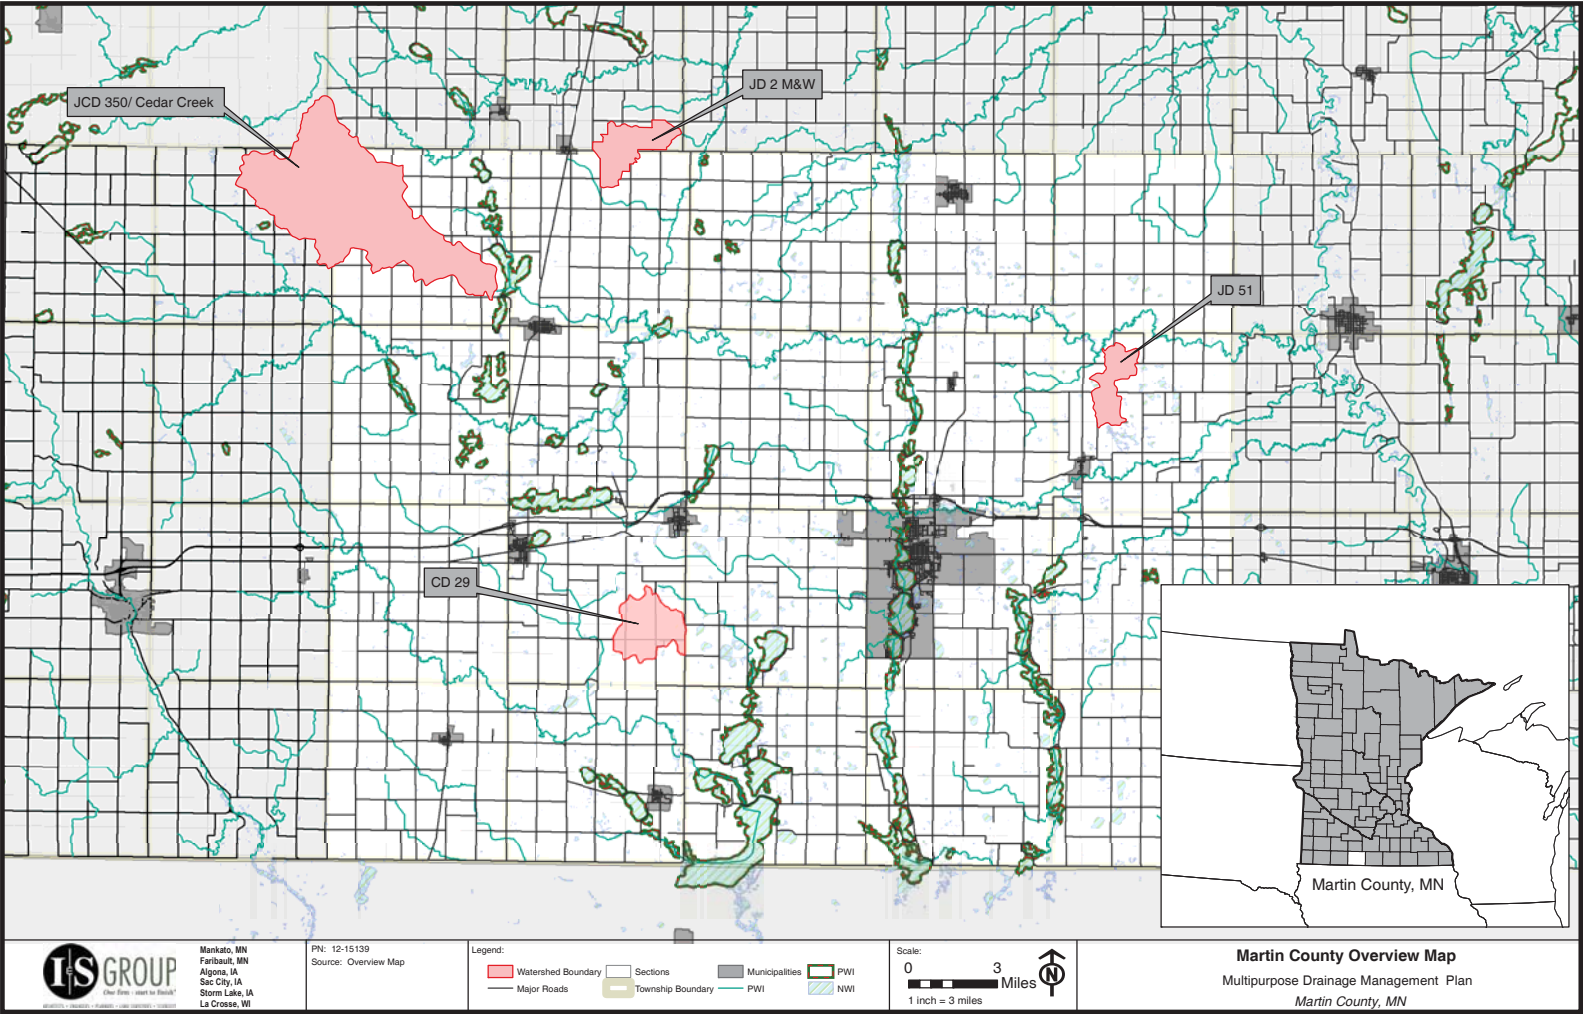 JCD 350/ Cedar Creek
JD 2 M&W
JD 51
CD 29
Martin County, MN
I&S GROUP
Mankato, MN
Faribault, MN
Algona, IA
Sac City, IA
Storm Lake, IA
La Crosse, WI
PN: 12-15139
Source: Overview Map
Legend:
Watershed Boundary
Sections
Municipalities
PWI
Major Roads
Township Boundary
PWI
NWI
Scale:
0 3
Miles
1 inch = 3 miles
N
Martin County Overview Map
Multipurpose Drainage Management Plan
Martin County, MN